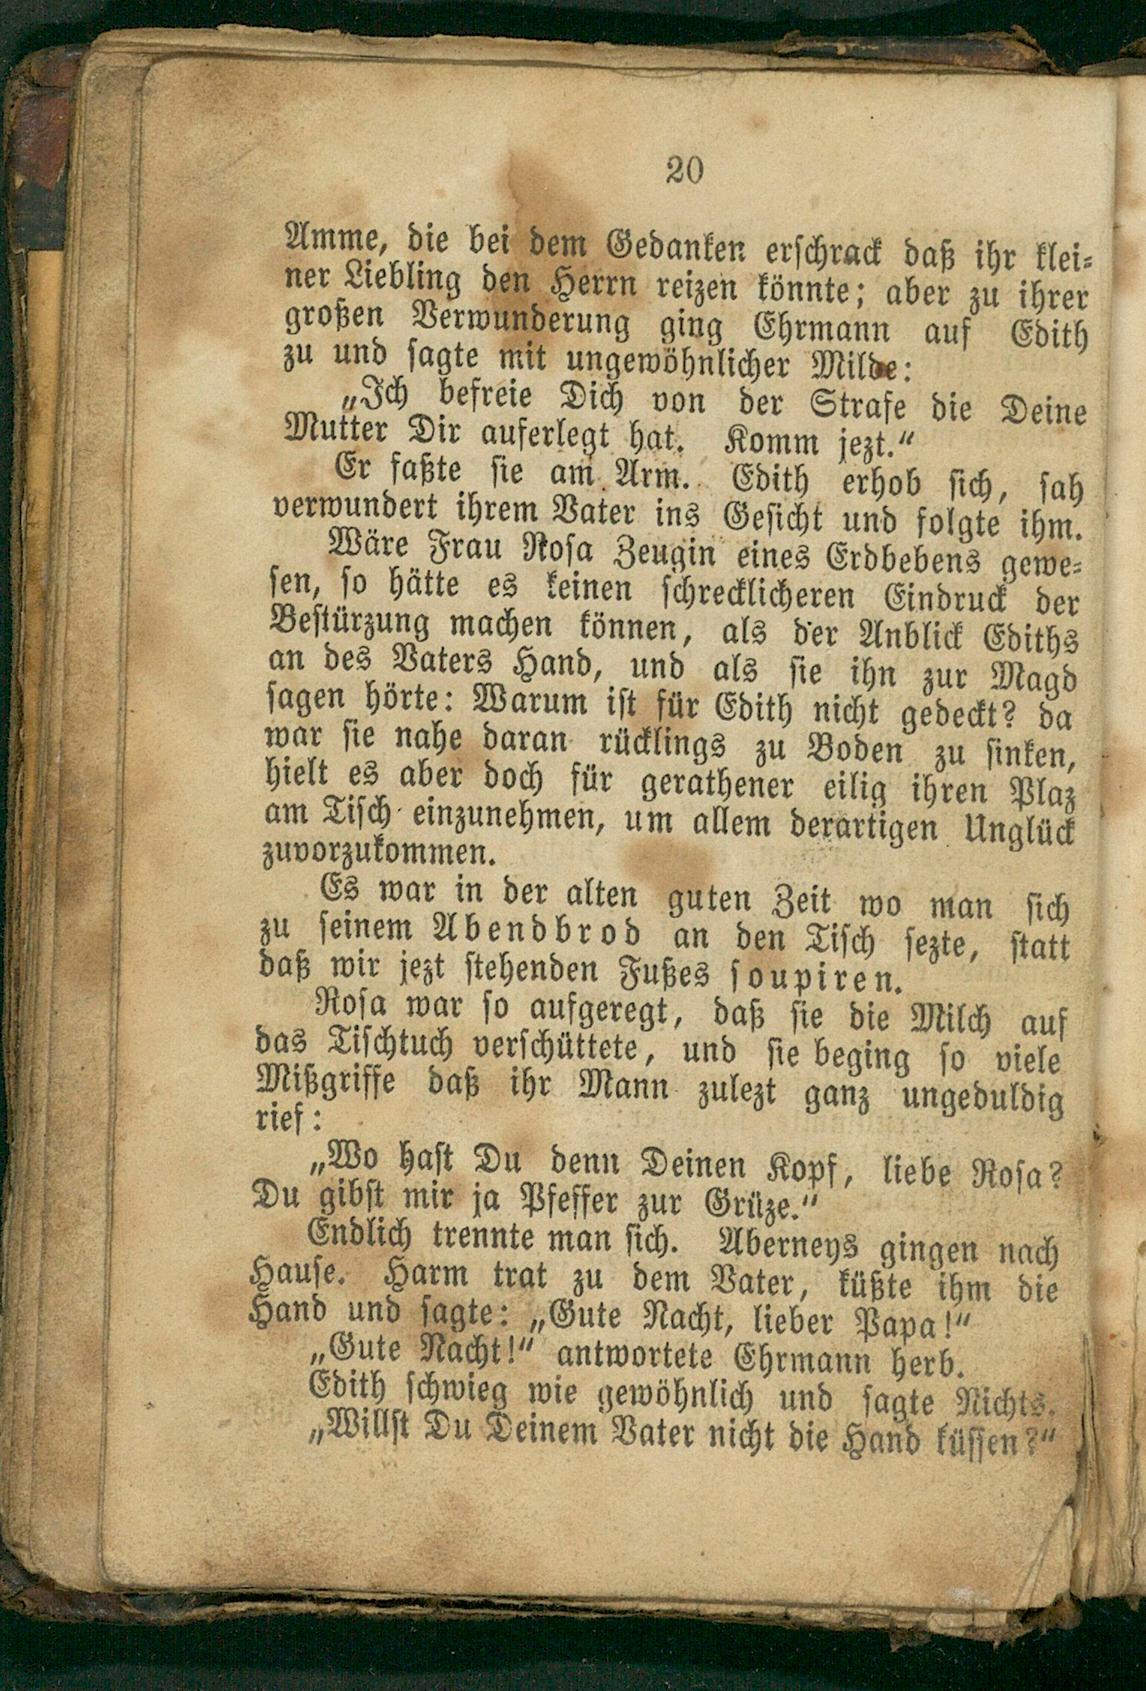 20
Amme, die bei dem Gedanken erschrack daß ihr klei-
ner Liebling den Herrn reizen könnte; aber zu ihrer
großen Verwunderung ging Ehrmann auf Edith
zu und sagte mit ungewöhnlicher Milde:
„Ich befreie Dich von der Strafe die Deine
Mutter Dir auferlegt hat. Komm jezt.“
Er faßte sie am Arm. Edith erhob sich, sah
verwundert ihrem Vater ins Gesicht und folgte ihm.
Wäre Frau Rosa Zeugin eines Erdbebens gewe-
sen, so hätte es keinen schrecklicheren Eindruck der
Bestürzung machen können, als der Anblick Ediths
an des Vaters Hand, und als sie ihn zur Magd
sagen hörte: Warum ist für Edith nicht gedeckt? da
war sie nahe daran rücklings zu Boden zu sinken,
hielt es aber doch für gerathener eilig ihren Plaz
am Tisch einzunehmen, um allem derartigen Unglück
zuvorzukommen.
Es war in der alten guten Zeit wo man sich
zu seinem Abendbrod an den Tisch sezte, statt
daß wir jezt stehenden Fußes soupiren.
Rosa war so aufgeregt, daß sie die Milch auf
das Tischtuch verschüttete, und sie beging so viele
Mißgriffe daß ihr Mann zulezt ganz ungeduldig
rief:
„Wo hast Du denn Deinen Kopf, liebe Rosa?
Du gibst mir ja Pfeffer zur Grüze.“
Endlich trennte man sich. Aberneys gingen nach
Hause. Harm trat zu dem Vater, küßte ihm die
Hand und sagte: „Gute Nacht, lieber Papa!“
„Gute Nacht!“ antwortete Ehrmann herb.
Edith schwieg wie gewöhnlich und sagte Nichts.
„Willst Du Deinem Vater nicht die Hand küssen?“